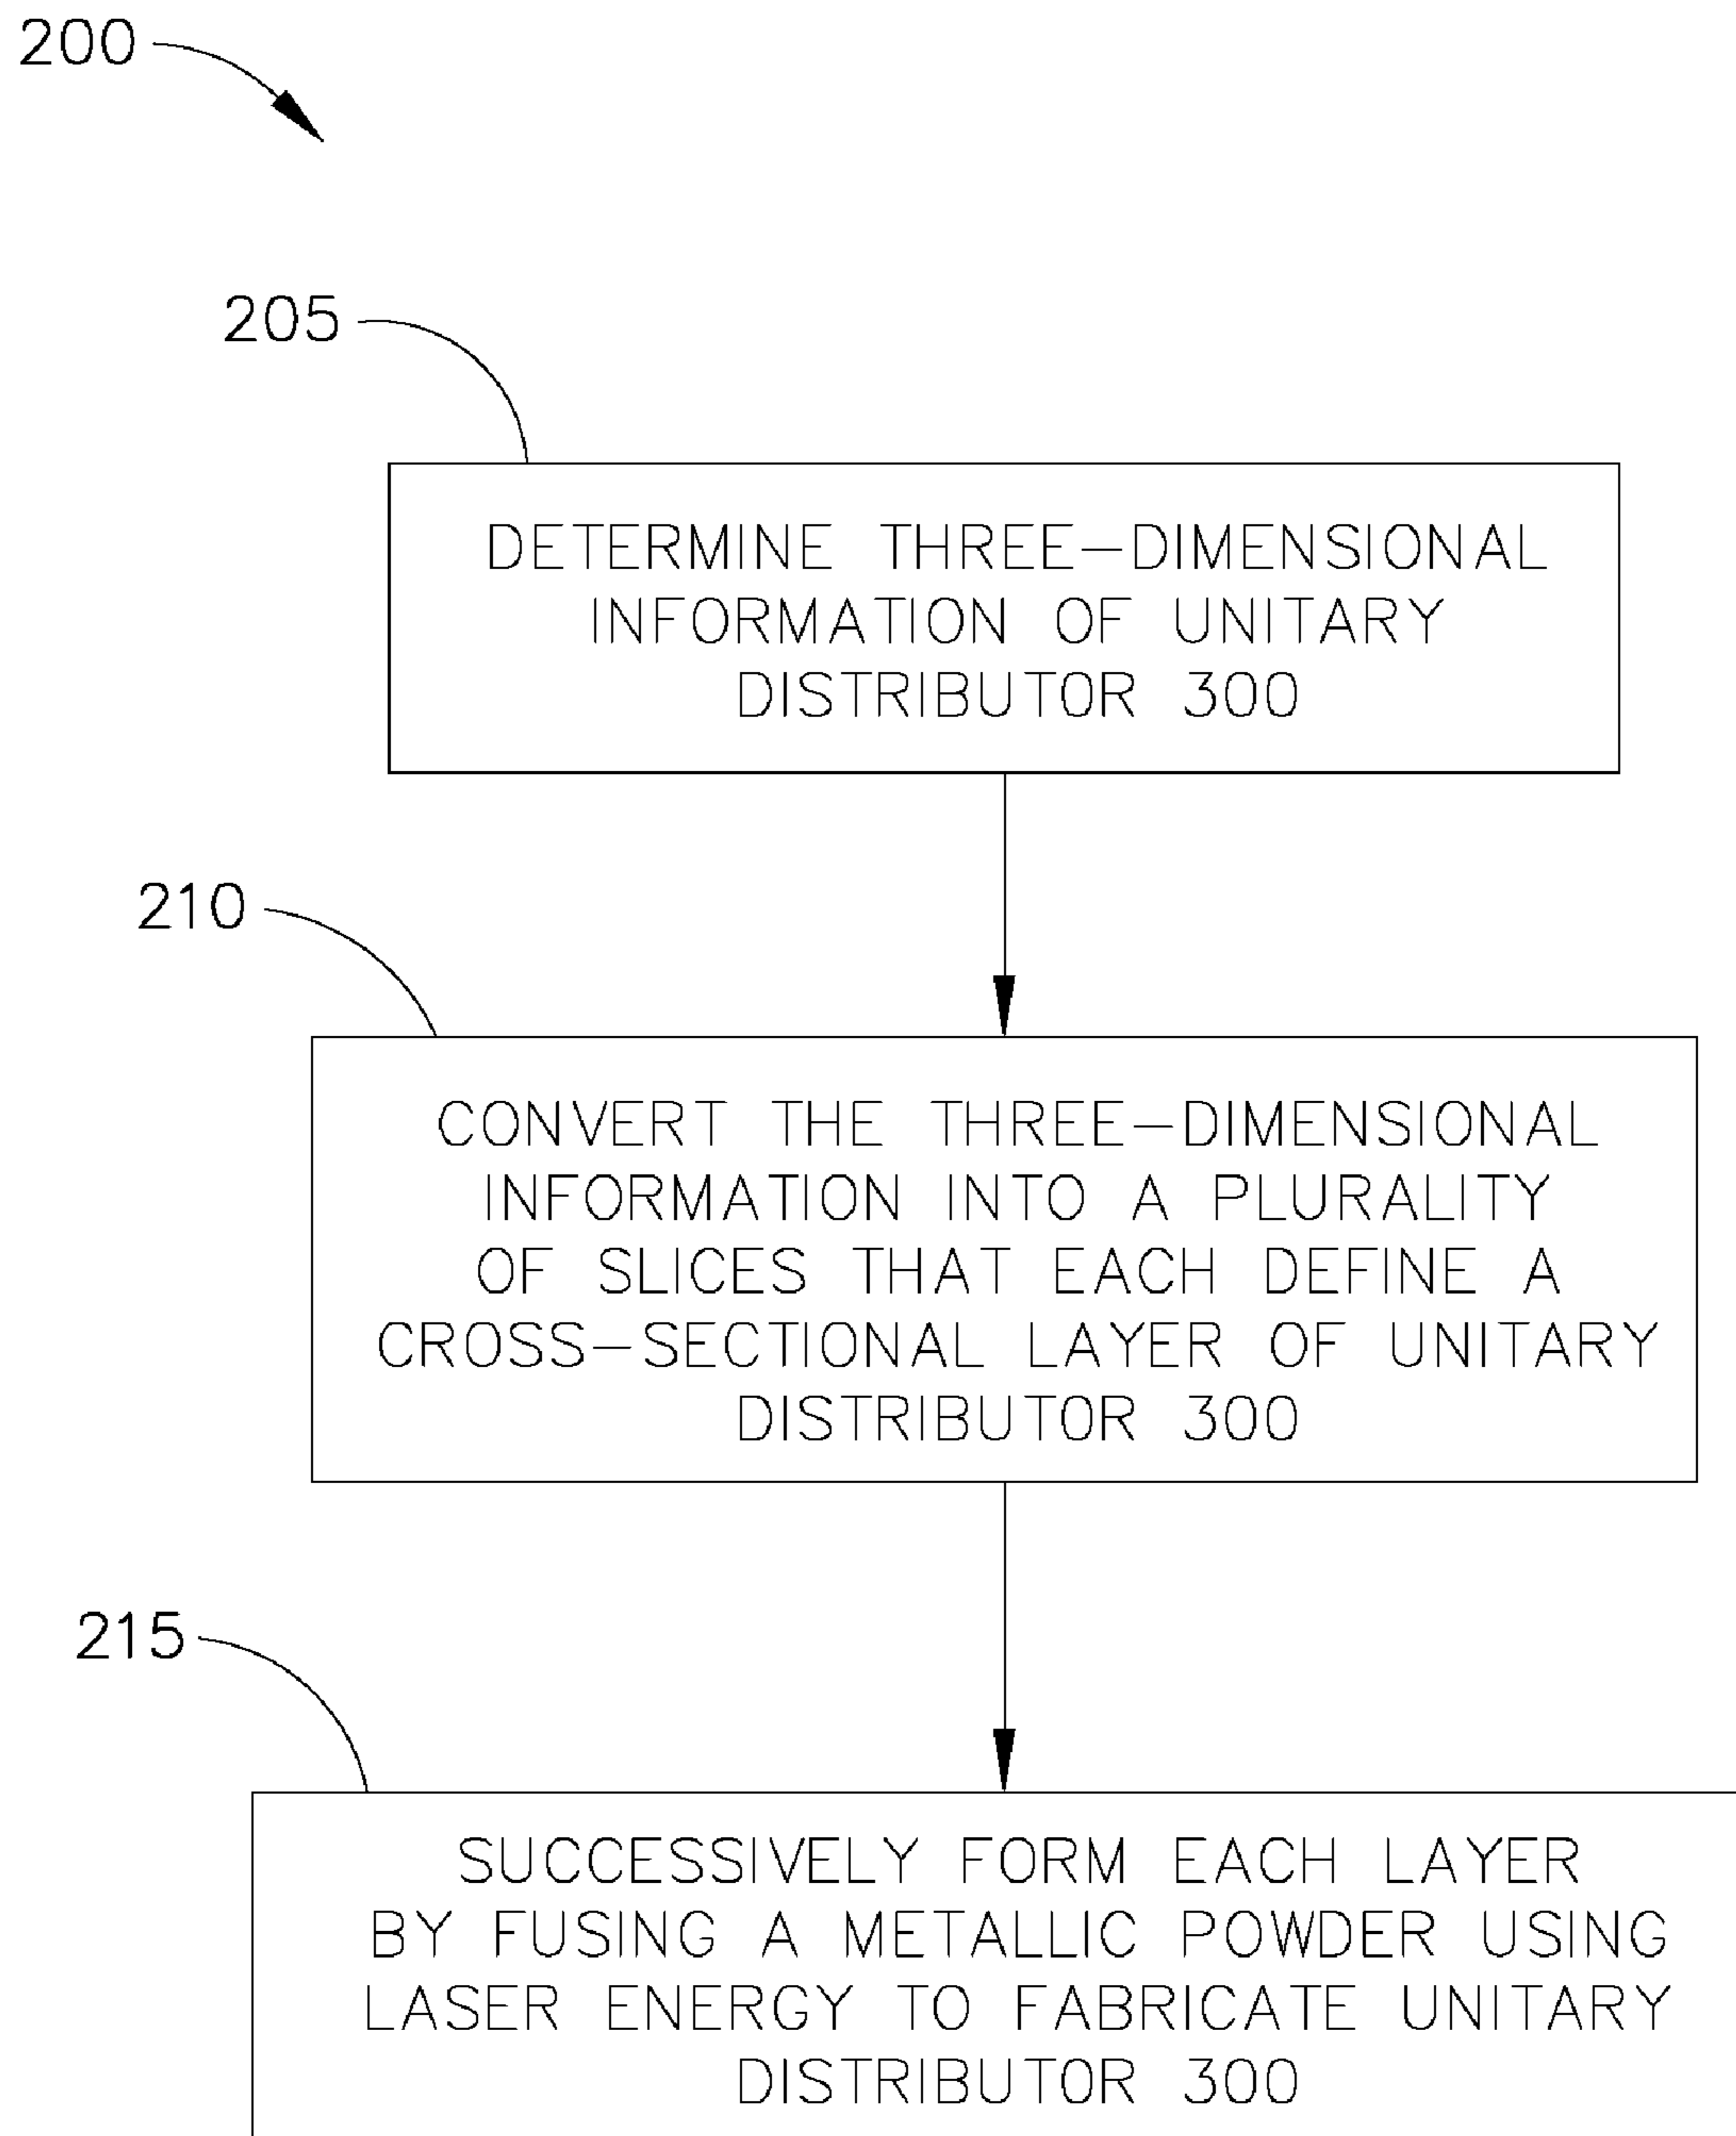 200
205
DETERMINE THREE-DIMENSIONAL
INFORMATION OF UNITARY
DISTRIBUTOR 300
210
CONVERT THE THREE-DIMENSIONAL
INFORMATION INTO A PLURALITY
OF SLICES THAT EACH DEFINE A
CROSS-SECTIONAL LAYER OF UNITARY
DISTRIBUTOR 300
215
SUCCESSIVELY FORM EACH LAYER
BY FUSING A METALLIC POWDER USING
LASER ENERGY TO FABRICATE UNITARY
DISTRIBUTOR 300